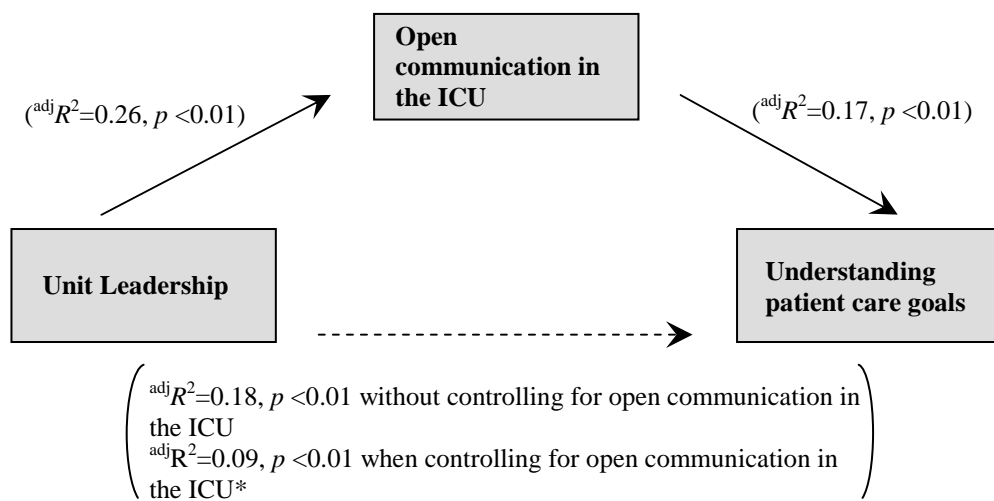 Open
communication in
the ICU
(adjR²=0.26, p <0.01)
(adjR²=0.17, p <0.01)
Unit Leadership
Understanding
patient care goals
adjR²=0.18, p <0.01 without controlling for open communication in
the ICU
adjR²=0.09, p <0.01 when controlling for open communication in
the ICU*